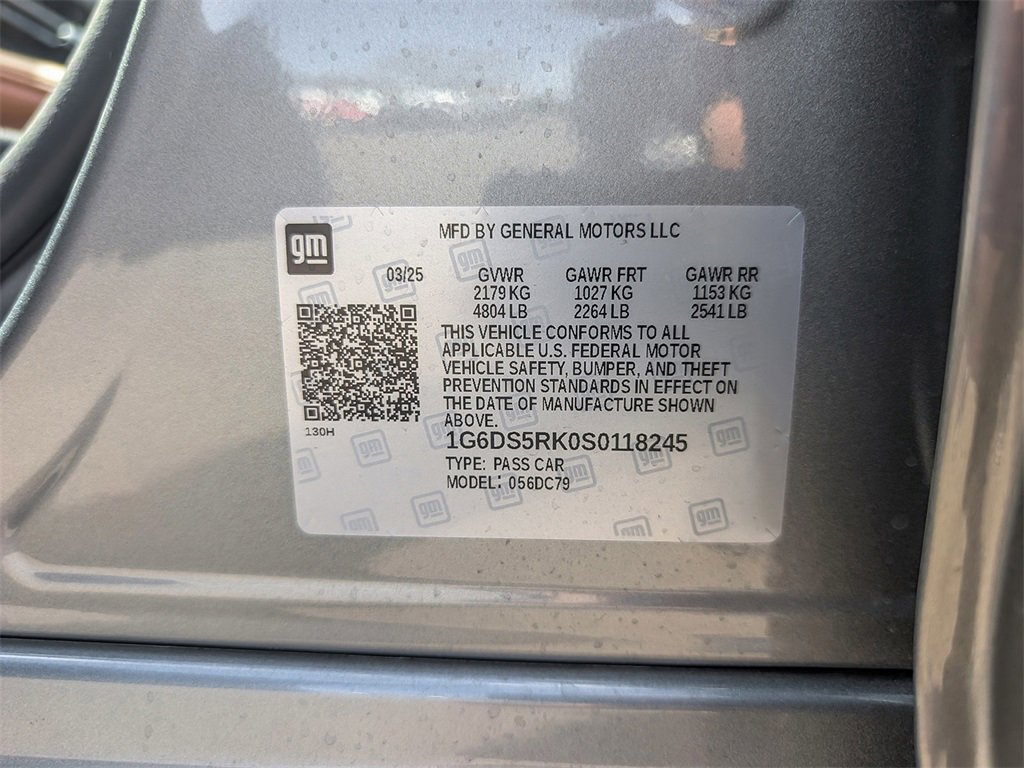 gm
MFD BY GENERAL MOTORS LLC
03/25 GVWR GAWR FRT GAWR RR
2179 KG 1027 KG 1153 KG
4804 LB 2264 LB 2541 LB
THIS VEHICLE CONFORMS TO ALL
APPLICABLE U.S. FEDERAL MOTOR
VEHICLE SAFETY, BUMPER, AND THEFT
PREVENTION STANDARDS IN EFFECT ON
THE DATE OF MANUFACTURE SHOWN
ABOVE.
130H
1G6DS5RK0S0118245
TYPE: PASS CAR
MODEL: 056DC79